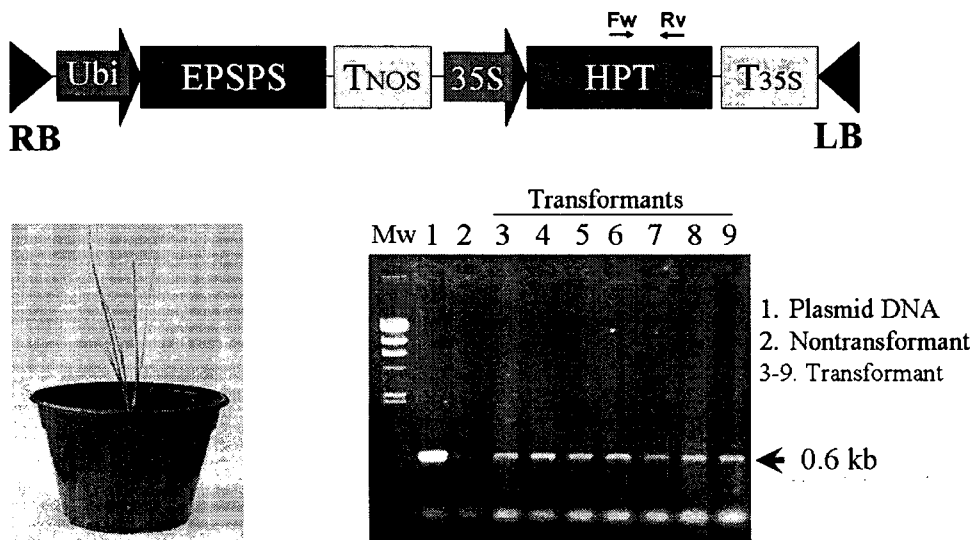 Fw Rv
Ubi EPSPS TNOS 35S HPT T35S
RB LB
Transformants
Mw 1 2 3 4 5 6 7 8 9
1. Plasmid DNA
2. Nontransformant
3-9. Transformant
0.6 kb